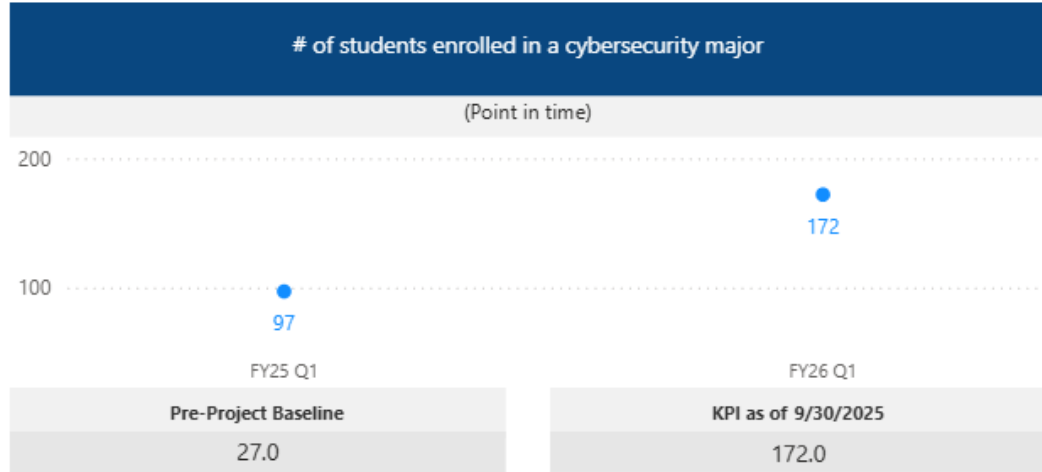 # of students enrolled in a cybersecurity major
(Point in time)
200
172
100
97
FY25 Q1 FY26 Q1
Pre-Project Baseline KPI as of 9/30/2025
27.0 172.0